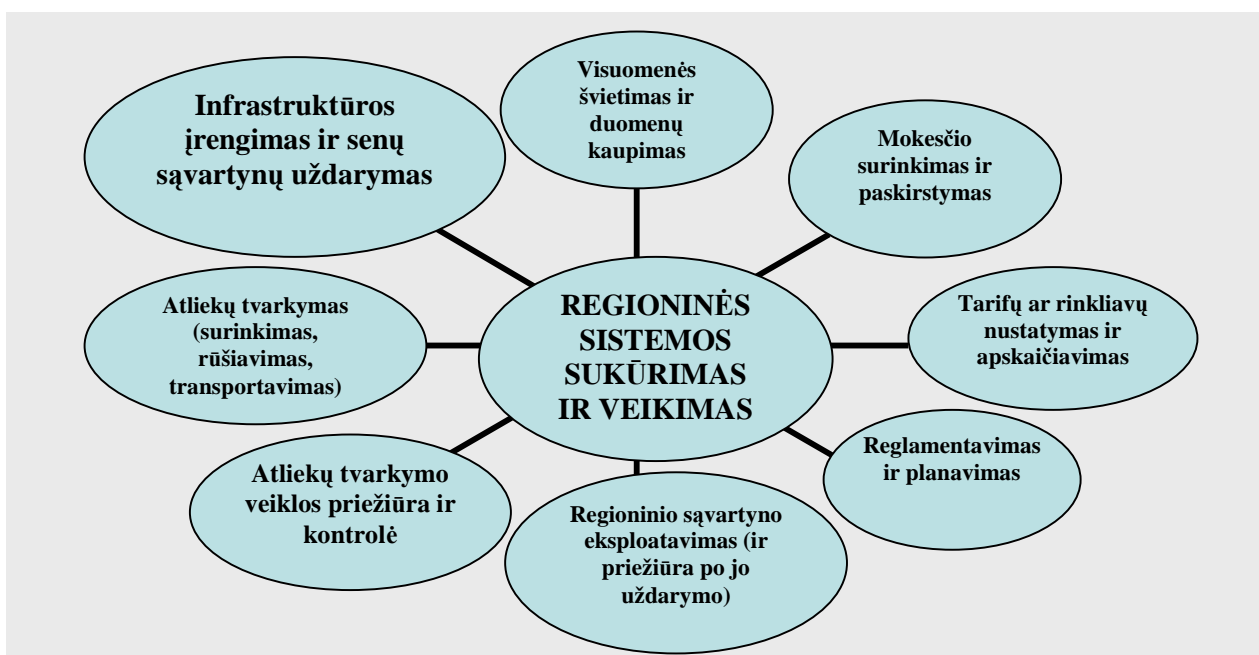 Infrastruktūros
įrengimas ir senų
sąvartynų uždarymas
Visuomenės
švietimas ir
duomenų
kaupimas
Mokesčio
surinkimas ir
paskirstymas
Atliekų tvarkymas
(surinkimas,
rūšiavimas,
transportavimas)
REGIONINĖS
SISTEMOS
SUKŪRIMAS
IR VEIKIMAS
Tarifų ar rinkliavų
nustatymas ir
apskaičiavimas
Atliekų tvarkymo
veiklos priežiūra ir
kontrolė
Regioninio sąvartyno
eksploatavimas (ir
priežiūra po jo
uždarymo)
Reglamentavimas
ir planavimas